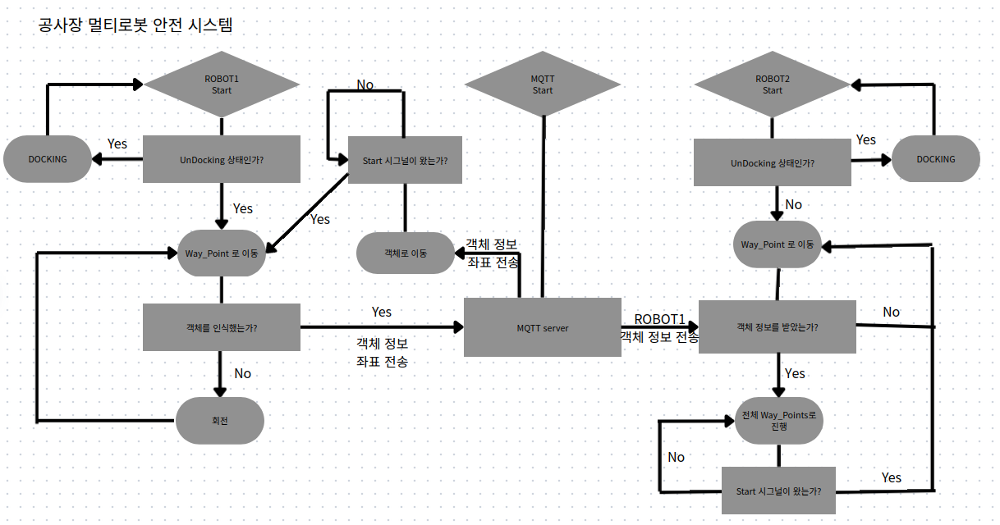 공사장 멀티로봇 안전 시스템
ROBOT1
Start
No
MQTT
Start
ROBOT2
Start
Yes
DOCKING
UnDocking 상태인가?
Start 시그널이 왔는가?
UnDocking 상태인가?
Yes
DOCKING
Yes
Yes
No
Way_Point 로 이동
객체로 이동
객체 정보
좌표 전송
Way_Point 로 이동
객체를 인식했는가?
Yes
객체 정보
좌표 전송
MQTT server
ROBOT1
객체 정보 전송
객체 정보를 받았는가?
No
No
Yes
회전
전체 Way_Points로
진행
No
Start 시그널이 왔는가?
Yes